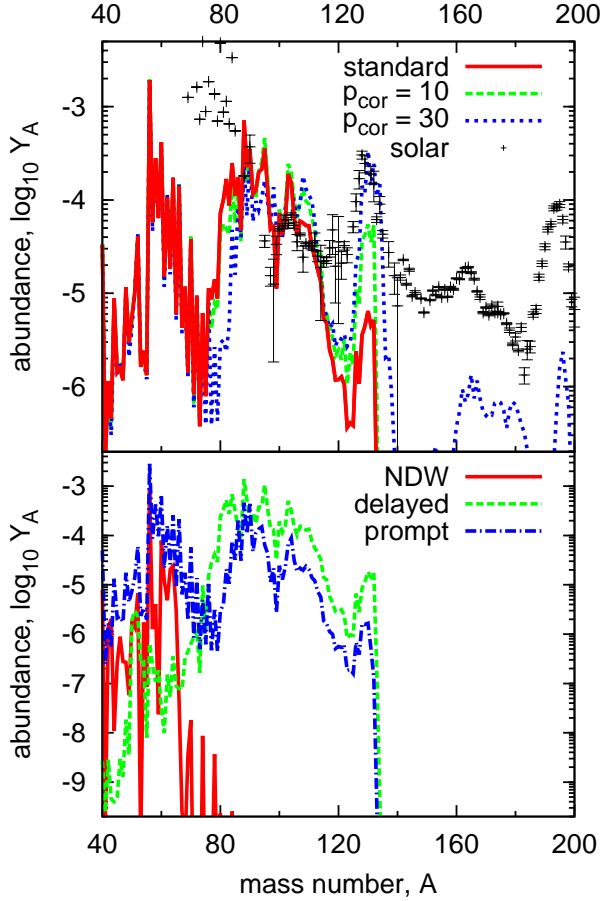 40 80 120 160 200
standard
p_cor = 10
p_cor = 30
solar
-3
-4
-5
-6
abundance, log₁₀ Y_A
NDW
delayed
prompt
-3
-4
-5
-6
-7
-8
-9
abundance, log₁₀ Y_A
40 80 120 160 200
mass number, A